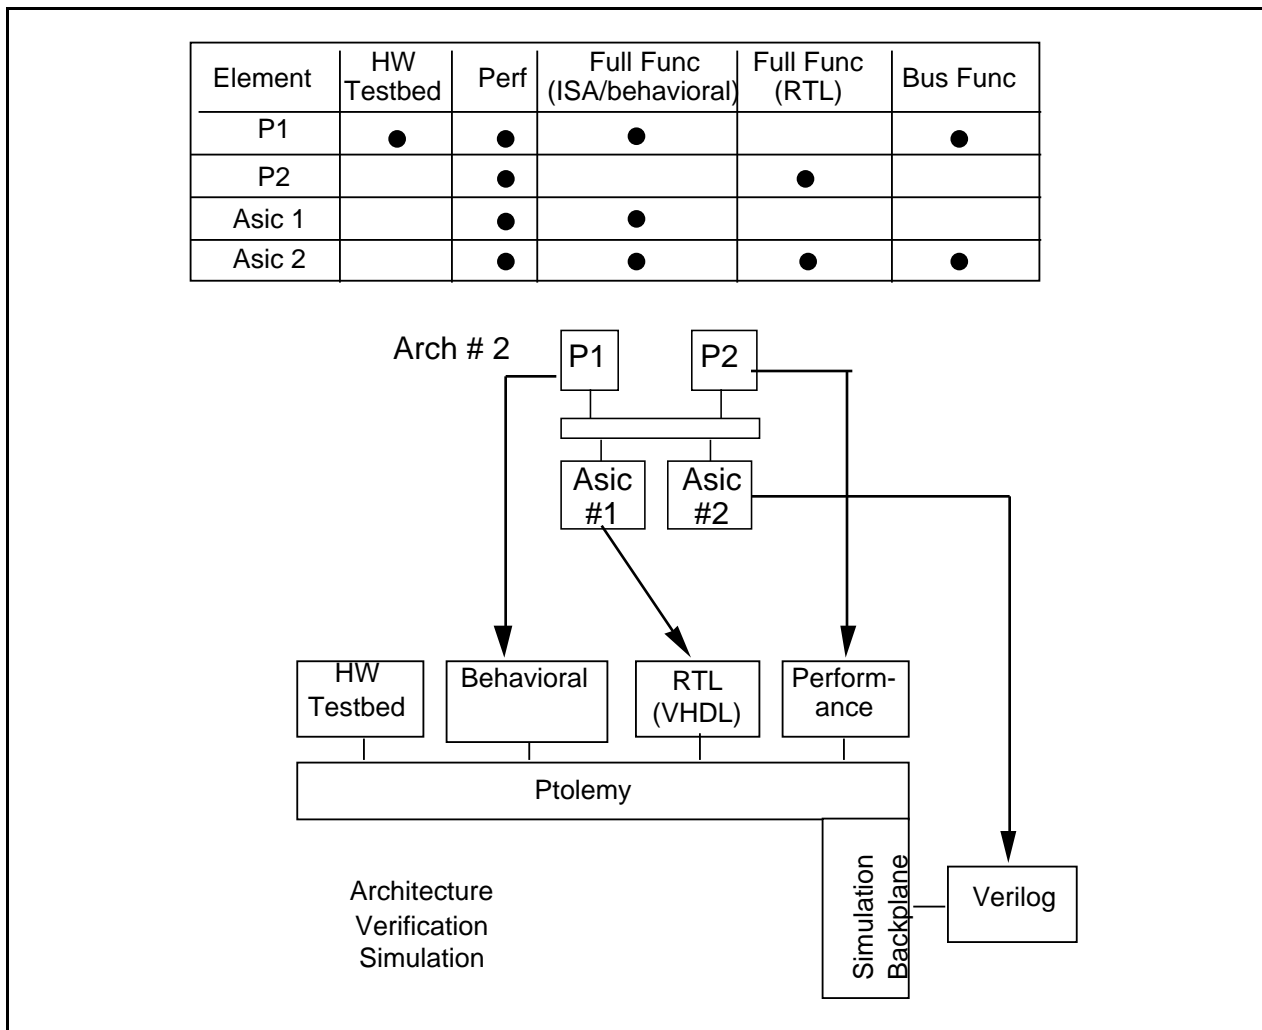 Element
HW
Testbed
Perf
Full Func
(ISA/behavioral)
Full Func
(RTL)
Bus Func
P1
P2
Asic 1
Asic 2
Arch # 2
P1
P2
Asic
#1
Asic
#2
HW
Testbed
Behavioral
RTL
(VHDL)
Perform-
ance
Ptolemy
Simulation
Backplane
Verilog
Architecture
Verification
Simulation